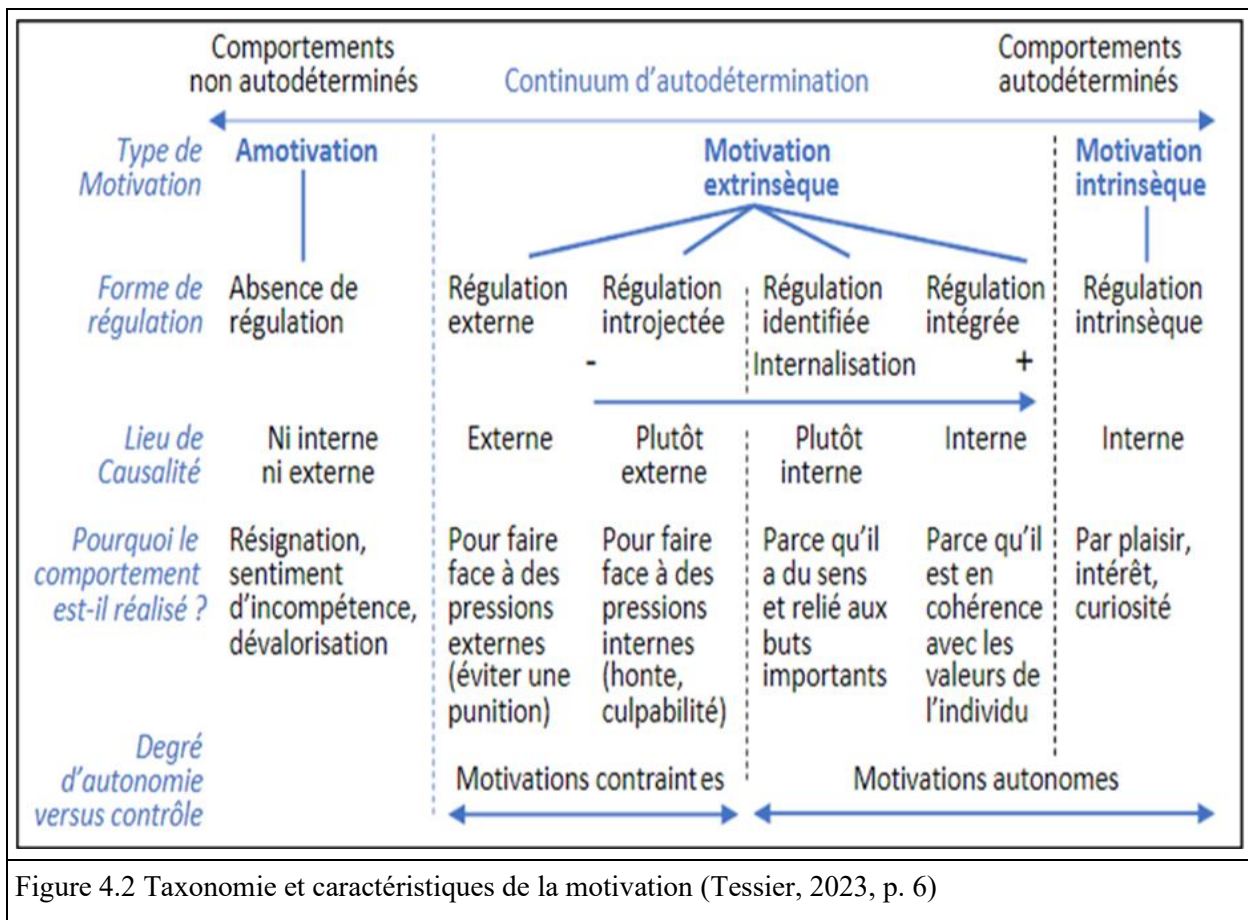 Comportements
non autodéterminés
Continuum d'autodétermination
Comportements
autodéterminés
Type de
Motivation
Amotivation
Motivation
extrinsèque
Motivation
intrinsèque
Forme de
régulation
Absence de
régulation
Régulation
externe
Régulation
introjectée
Régulation
identifiée
Régulation
intégrée
Régulation
intrinsèque
-
Internalisation
+
Lieu de
Causalité
Ni interne
ni externe
Externe
Plutôt
externe
Plutôt
interne
Interne
Interne
Pourquoi le
comportement
est-il réalisé ?
Résignation,
sentiment
d'incompétence,
dévalorisation
Pour faire
face à des
pressions
externes
(éviter une
punition)
Pour faire
face à des
pressions
internes
(honte,
culpabilité)
Parce qu'il
a du sens
et relié aux
buts
importants
Parce qu'il
est en
cohérence
avec les
valeurs de
l'individu
Par plaisir,
intérêt,
curiosité
Degré
d'autonomie
versus contrôle
Motivations contraintes
Motivations autonomes
Figure 4.2 Taxonomie et caractéristiques de la motivation (Tessier, 2023, p. 6)